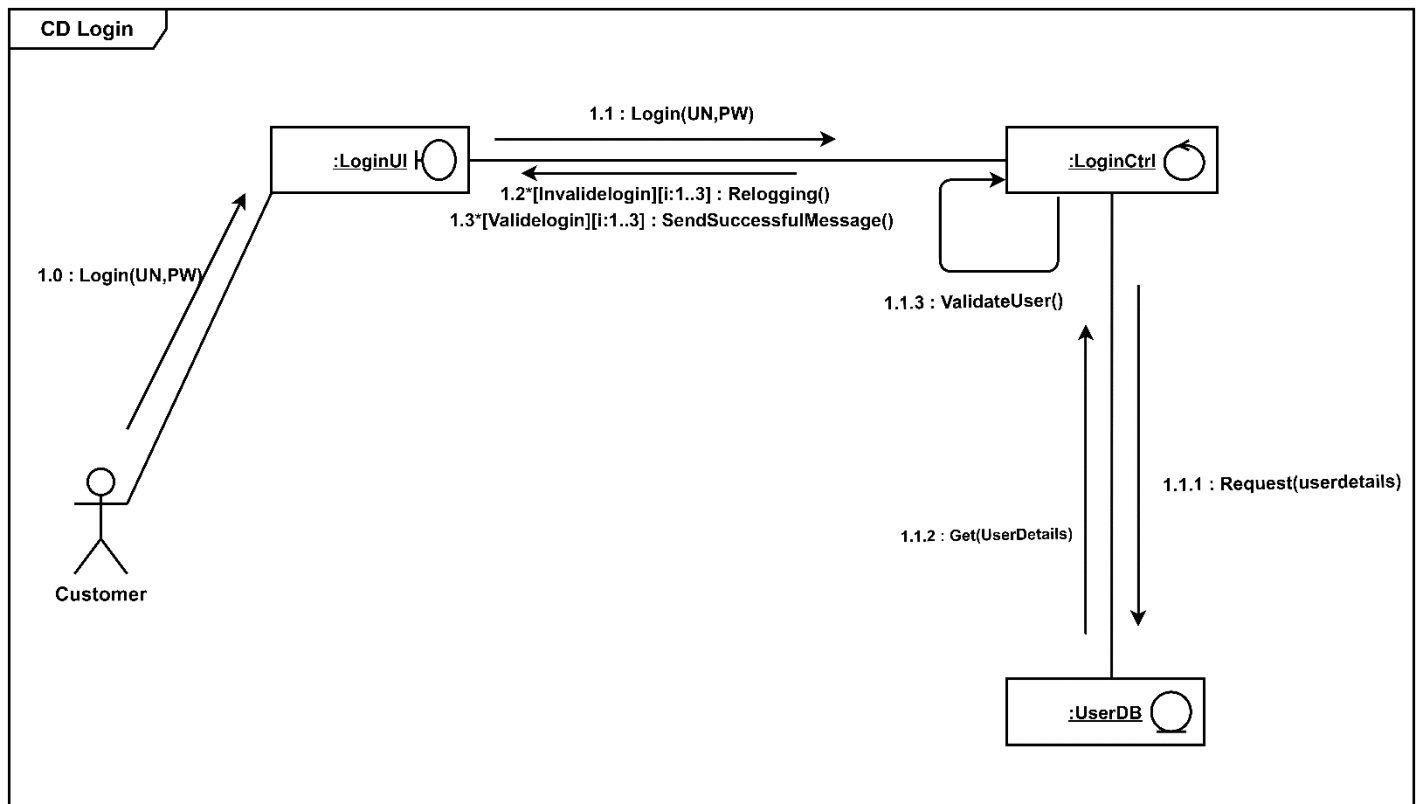 CD Login
1.1 : Login(UN,PW)
:LoginUI
:LoginCtrl
1.2*[Invalidelogin][i:1..3] : Relogging()
1.3*[Validelogin][i:1..3] : SendSuccessfulMessage()
1.0 : Login(UN,PW)
1.1.3 : ValidateUser()
1.1.1 : Request(userdetails)
1.1.2 : Get(UserDetails)
Customer
:UserDB